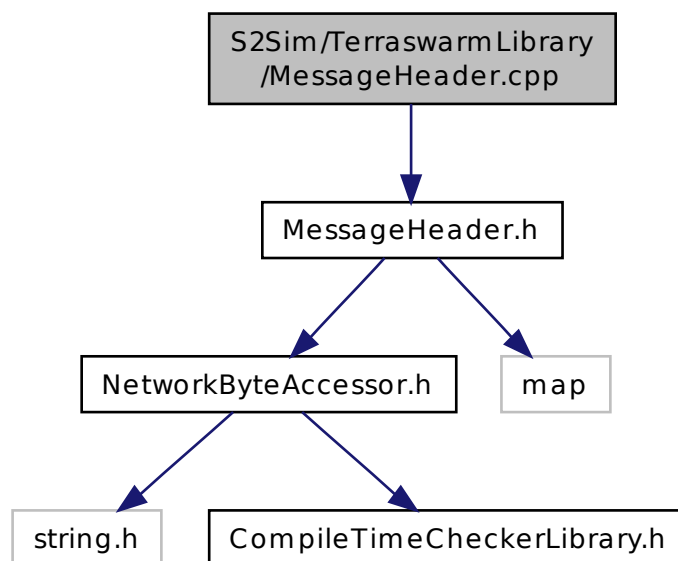 S2Sim/TerraswarmLibrary
/MessageHeader.cpp
MessageHeader.h
NetworkByteAccessor.h
map
string.h
CompileTimeCheckerLibrary.h